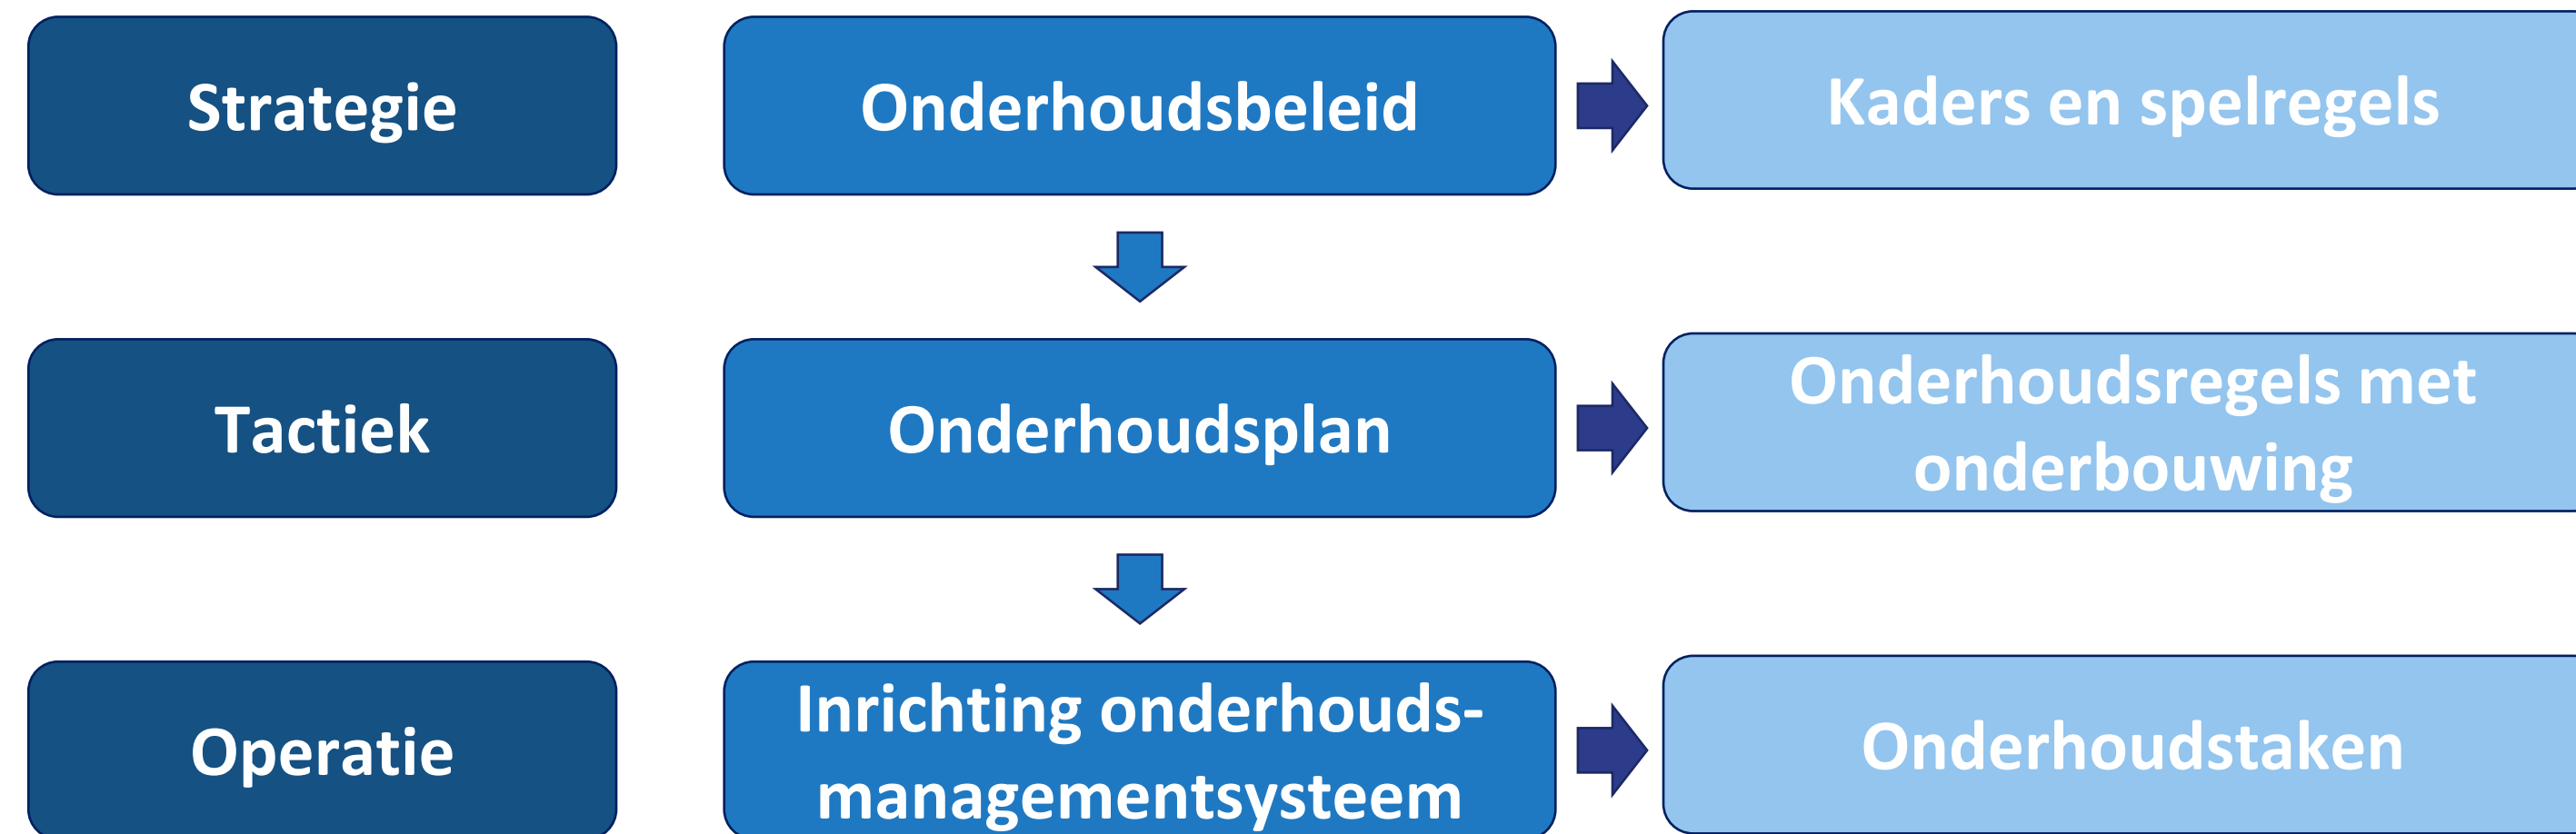 Strategie
Onderhoudsbeleid
Kaders en spelregels
Tactiek
Onderhoudsplan
Onderhoudsregels met
onderbouwing
Operatie
Inrichting onderhouds-
managementsysteem
Onderhoudstaken